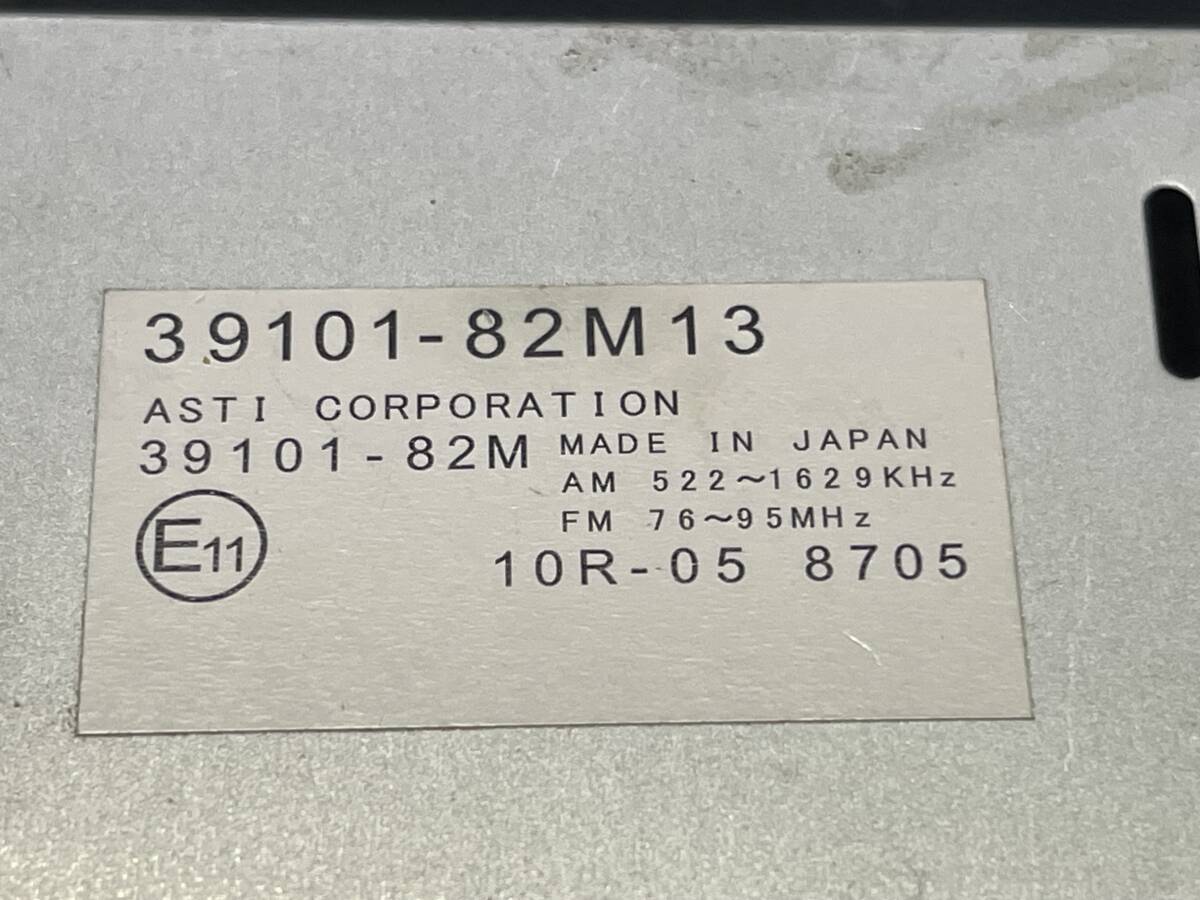 39101-82M13
ASTI CORPORATION
39101-82M MADE IN JAPAN
AM 522～1629KHz
FM 76～95MHz
E11
10R-05 8705